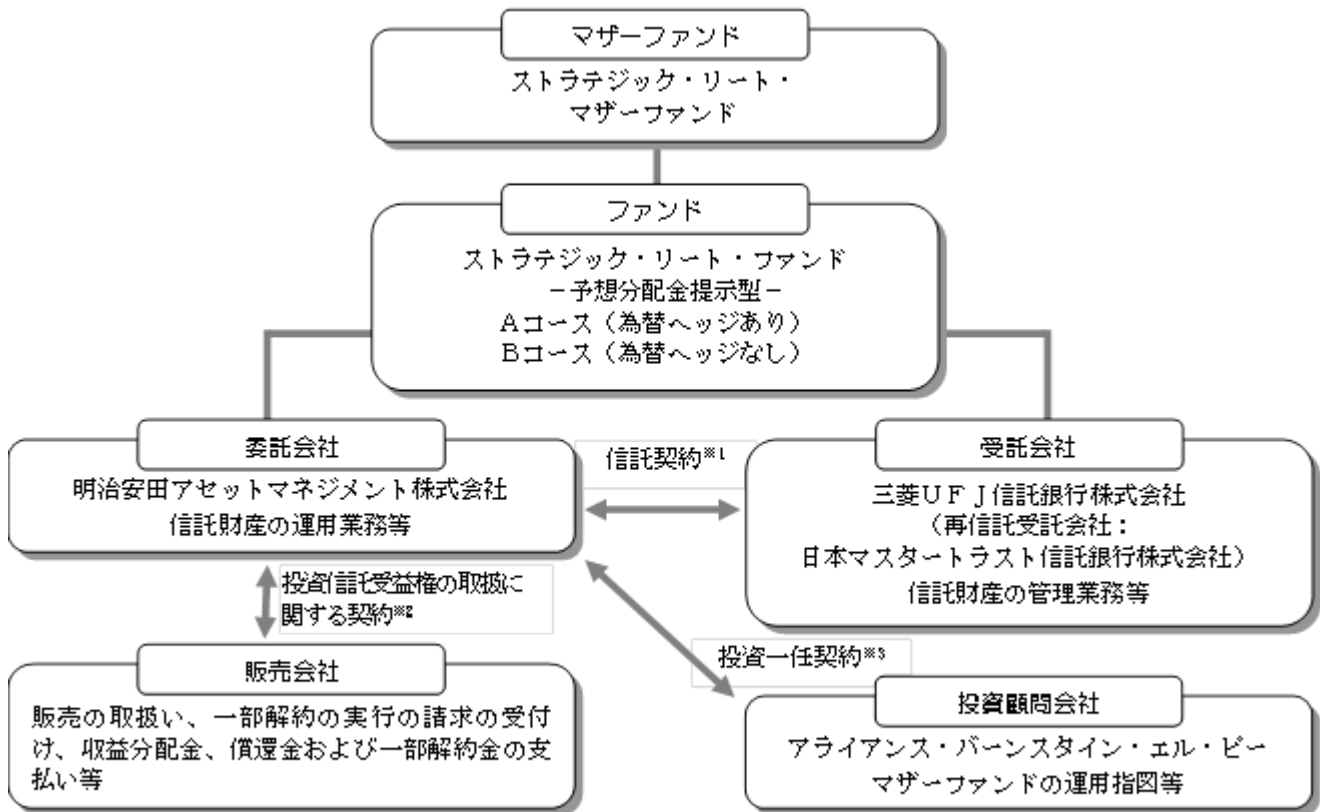 マザーファンド
ストラテジック・リート・
マザーファンド
ファンド
ストラテジック・リート・ファンド
－予想分配金提示型－
Ａコース（為替ヘッジあり）
Ｂコース（為替ヘッジなし）
委託会社
明治安田アセットマネジメント株式会社
信託財産の運用業務等
信託契約※1
受託会社
三菱ＵＦＪ信託銀行株式会社
（再信託受託会社：
日本マスタートラスト信託銀行株式会社）
信託財産の管理業務等
投資信託受益権の取扱に
関する契約※2
投資一任契約※3
販売会社
販売の取扱い、一部解約の実行の請求の受付
け、収益分配金、償還金および一部解約金の支
払い等
投資顧問会社
アライアンス・バーンスタイン・エル・ピー
マザーファンドの運用指図等